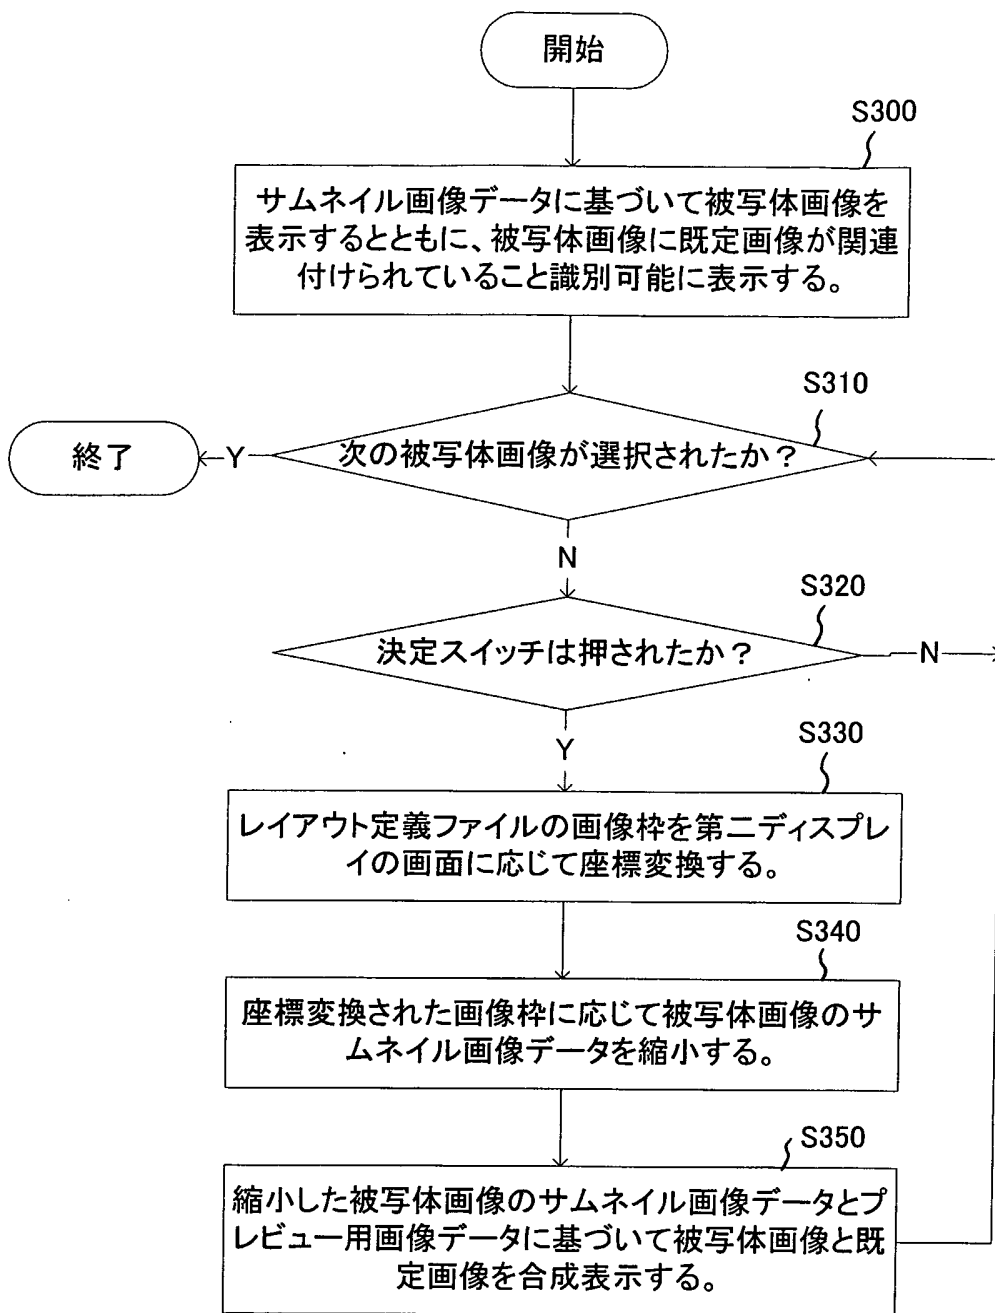 開始
S300
サムネイル画像データに基づいて被写体画像を
表示するとともに、被写体画像に既定画像が関連
付けられていること識別可能に表示する。
S310
次の被写体画像が選択されたか？
Y
終了
N
S320
決定スイッチは押されたか？
N
Y
S330
レイアウト定義ファイルの画像枠を第二ディスプレ
イの画面に応じて座標変換する。
S340
座標変換された画像枠に応じて被写体画像のサ
ムネイル画像データを縮小する。
S350
縮小した被写体画像のサムネイル画像データとプ
レビュー用画像データに基づいて被写体画像と既
定画像を合成表示する。